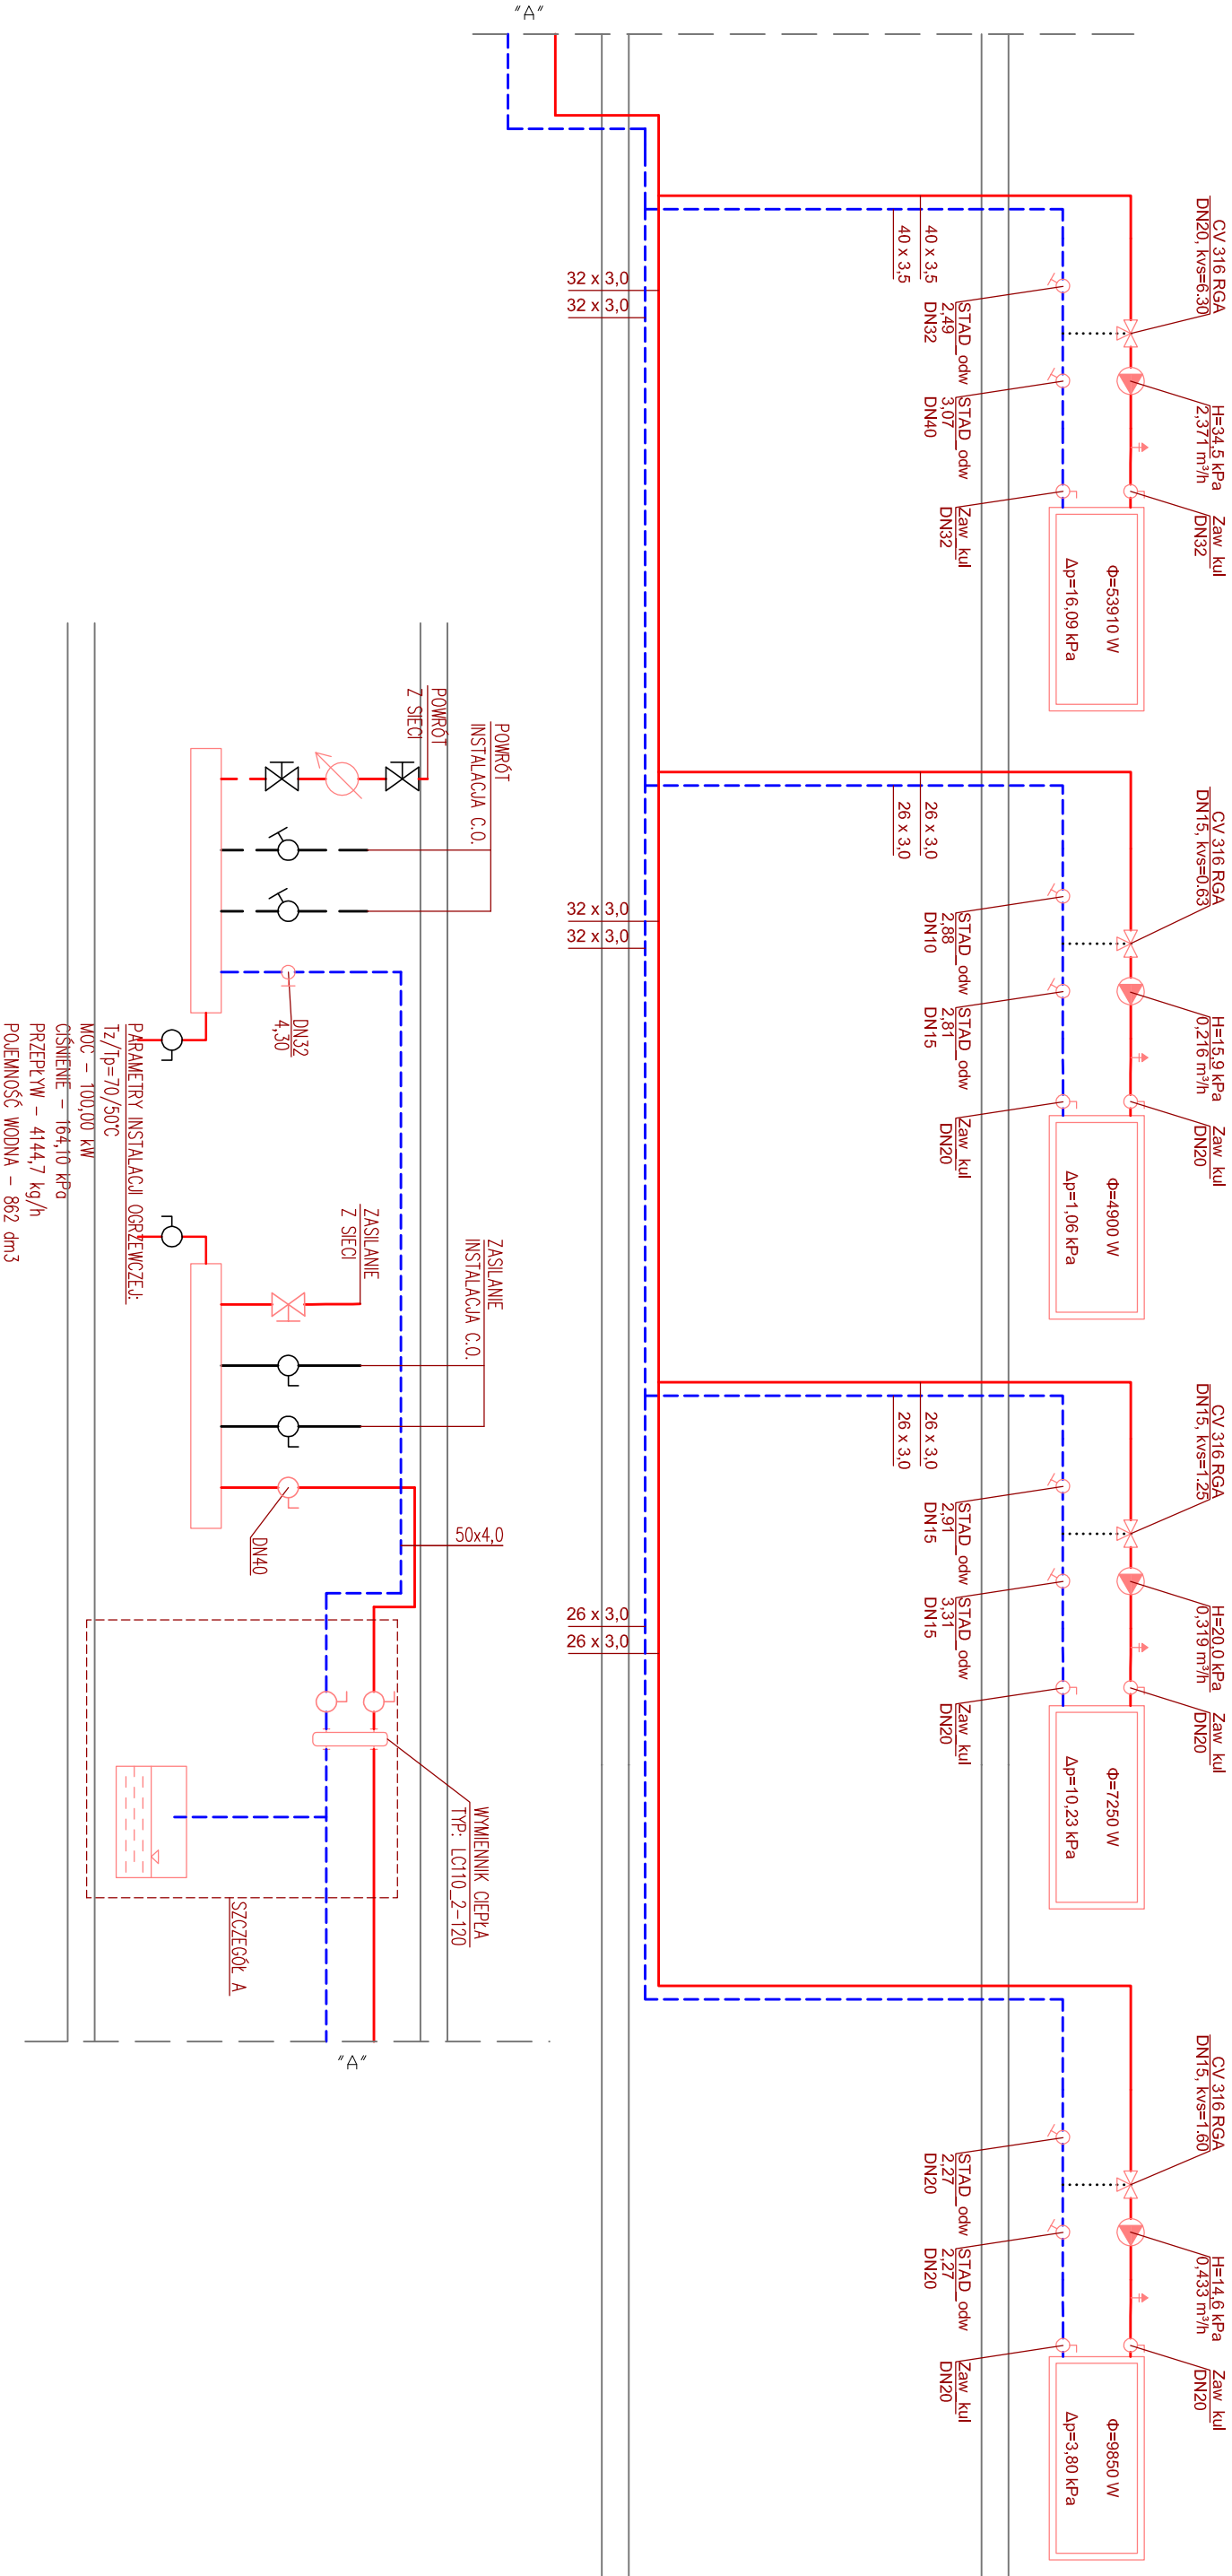 "A"
CV 316 RGA
DN20, kvs=6.30
H=34,5 kPa
2,371 m³/h
Zaw_kul
DN32
40 x 3,5
40 x 3,5
STAD_odw
2,49
DN32
STAD_odw
3,07
DN40
Zaw_kul
DN32
Φ=53910 W
Δp=16,09 kPa
32 x 3,0
32 x 3,0
CV 316 RGA
DN15, kvs=0.63
H=15,9 kPa
0,216 m³/h
Zaw_kul
DN20
26 x 3,0
26 x 3,0
STAD_odw
2,88
DN10
STAD_odw
2,81
DN15
Zaw_kul
DN20
Φ=4900 W
Δp=1,06 kPa
32 x 3,0
32 x 3,0
CV 316 RGA
DN15, kvs=1.25
H=20,0 kPa
0,319 m³/h
Zaw_kul
DN20
26 x 3,0
26 x 3,0
STAD_odw
2,91
DN15
STAD_odw
3,31
DN15
Zaw_kul
DN20
Φ=7250 W
Δp=10,23 kPa
26 x 3,0
26 x 3,0
CV 316 RGA
DN15, kvs=1.60
H=14,6 kPa
0,433 m³/h
Zaw_kul
DN20
STAD_odw
2,27
DN20
STAD_odw
2,27
DN20
Zaw_kul
DN20
Φ=9850 W
Δp=3,80 kPa
POWRÓT
INSTALACJA C.O.
POWRÓT
Z SIECI
DN32
4,30
ZASILANIE
INSTALACJA C.O.
ZASILANIE
Z SIECI
DN40
50x4,0
WYMIENNIK CIEPŁA
TYP: LC110_2-120
SZCZEGÓŁ A
"A"
PARAMETRY INSTALACJI OGRZEWCZEJ:
Tz/Tp=70/50°C
MOC - 100,00 kW
CIŚNIENIE - 164,10 kPa
PRZEPŁYW - 4144,7 kg/h
POJEMNOŚĆ WODNA - 862 dm3